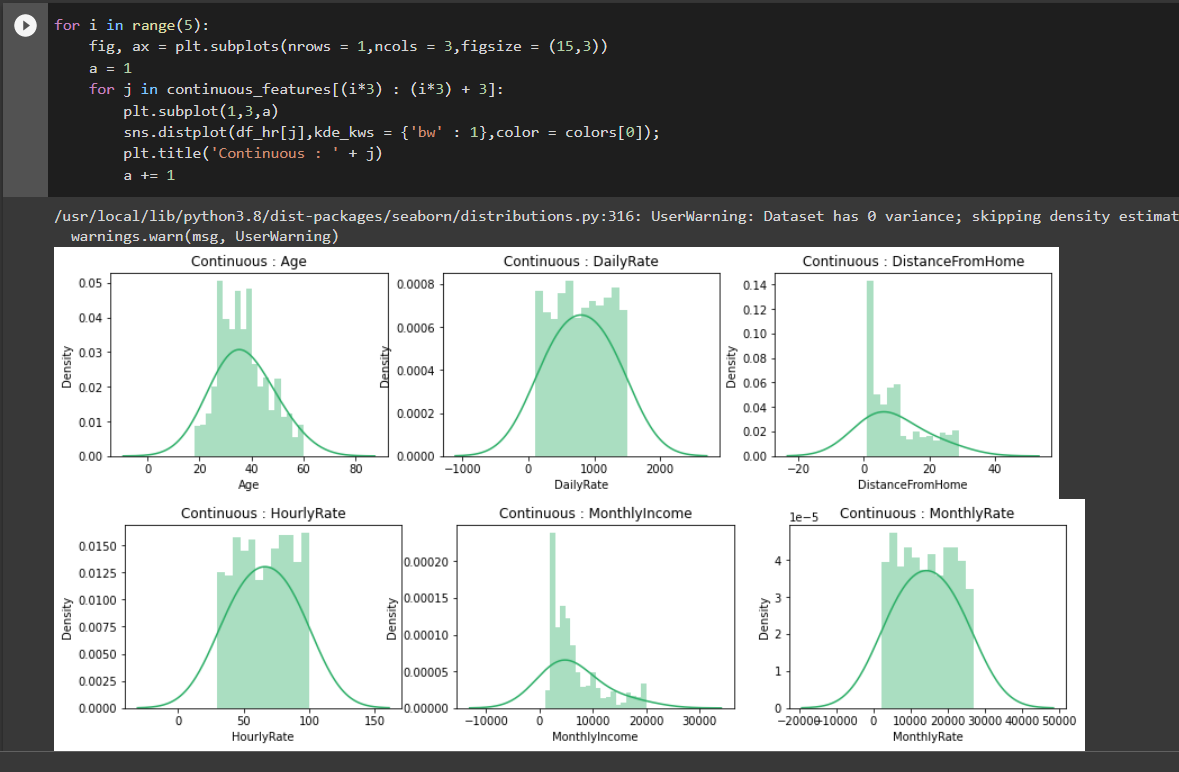 for i in range(5):
fig, ax = plt.subplots(nrows = 1,ncols = 3,figsize = (15,3))
a = 1
for j in continuous_features[(i*3) : (i*3) + 3]:
plt.subplot(1,3,a)
sns.distplot(df_hr[j],kde_kws = {'bw' : 1},color = colors[0]);
plt.title('Continuous : ' + j)
a += 1
/usr/local/lib/python3.8/dist-packages/seaborn/distributions.py:316: UserWarning: Dataset has 0 variance; skipping density estimat
warnings.warn(msg, UserWarning)
Continuous : Age
0.05
0.04
0.03
0.02
0.01
0.00
Density
0 20 40 60 80
Age
Continuous : DailyRate
0.0008
0.0006
0.0004
0.0002
0.0000
Density
−1000 0 1000 2000
DailyRate
Continuous : DistanceFromHome
0.14
0.12
0.10
0.08
0.06
0.04
0.02
0.00
Density
−20 0 20 40
DistanceFromHome
Continuous : HourlyRate
0.0150
0.0125
0.0100
0.0075
0.0050
0.0025
0.0000
Density
0 50 100 150
HourlyRate
Continuous : MonthlyIncome
0.00020
0.00015
0.00010
0.00005
0.00000
Density
−10000 0 10000 20000 30000
MonthlyIncome
1e−5 Continuous : MonthlyRate
4
3
2
1
0
Density
−20000 −10000 0 10000 20000 30000 40000 50000
MonthlyRate